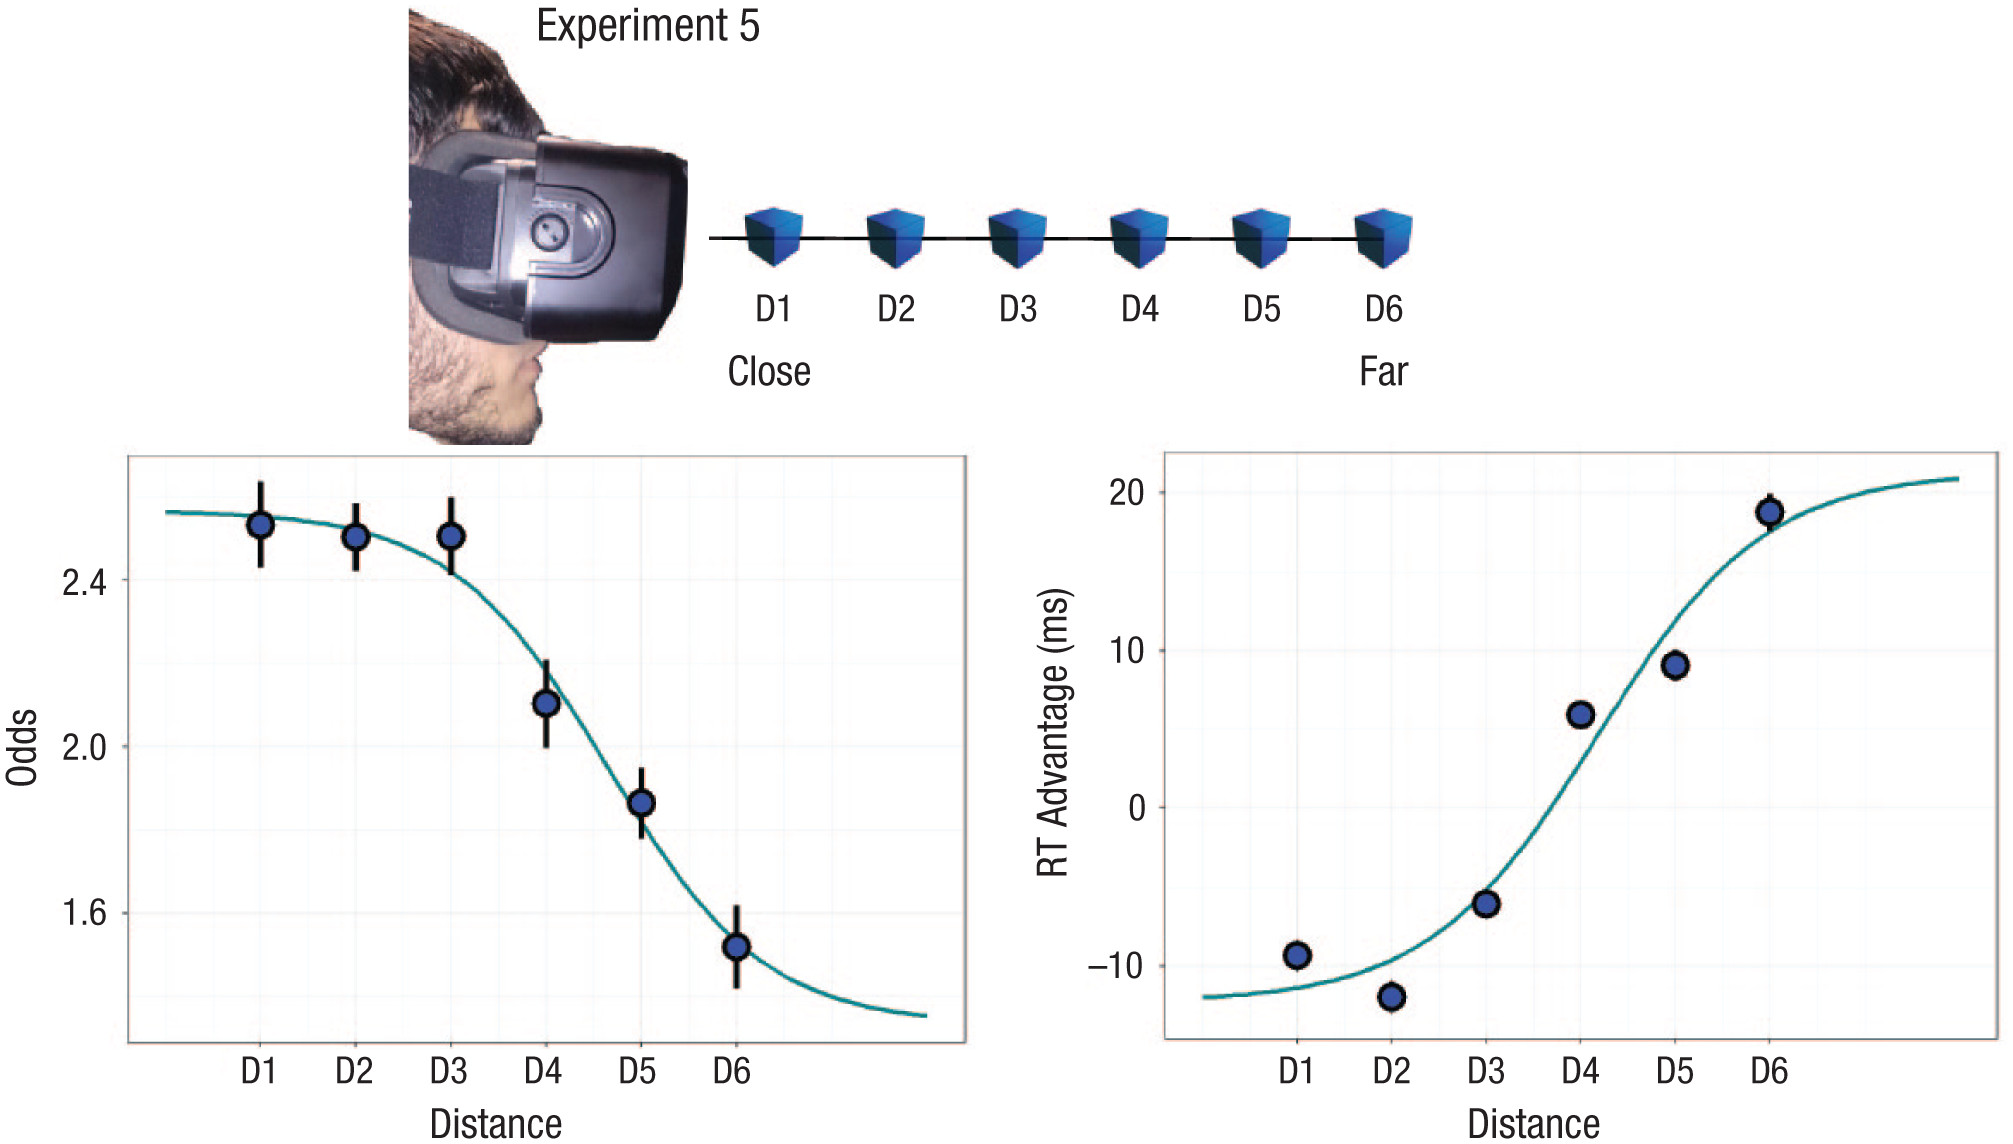 Experiment 5
D1 D2 D3 D4 D5 D6
Close Far
Odds
2.4
2.0
1.6
D1 D2 D3 D4 D5 D6
Distance
RT Advantage (ms)
20
10
0
–10
D1 D2 D3 D4 D5 D6
Distance